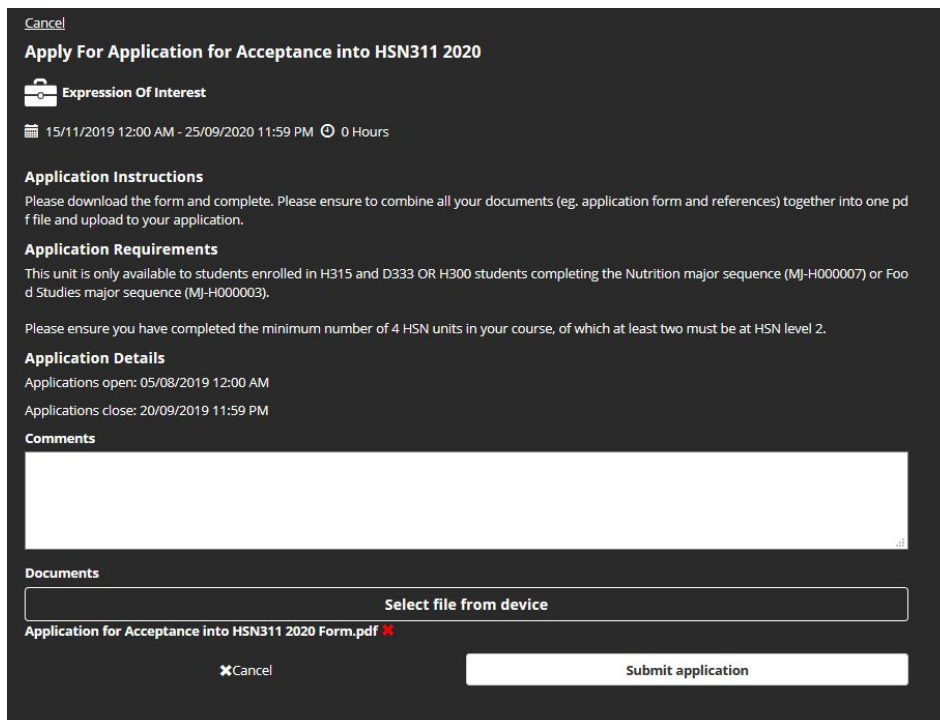 Cancel
Apply For Application for Acceptance into HSN311 2020
Expression Of Interest
15/11/2019 12:00 AM - 25/09/2020 11:59 PM 0 Hours
Application Instructions
Please download the form and complete. Please ensure to combine all your documents (eg. application form and references) together into one pd
f file and upload to your application.
Application Requirements
This unit is only available to students enrolled in H315 and D333 OR H300 students completing the Nutrition major sequence (MJ-H000007) or Foo
d Studies major sequence (MJ-H000003).
Please ensure you have completed the minimum number of 4 HSN units in your course, of which at least two must be at HSN level 2.
Application Details
Applications open: 05/08/2019 12:00 AM
Applications close: 20/09/2019 11:59 PM
Comments
Documents
Select file from device
Application for Acceptance into HSN311 2020 Form.pdf ✖
✖Cancel
Submit application